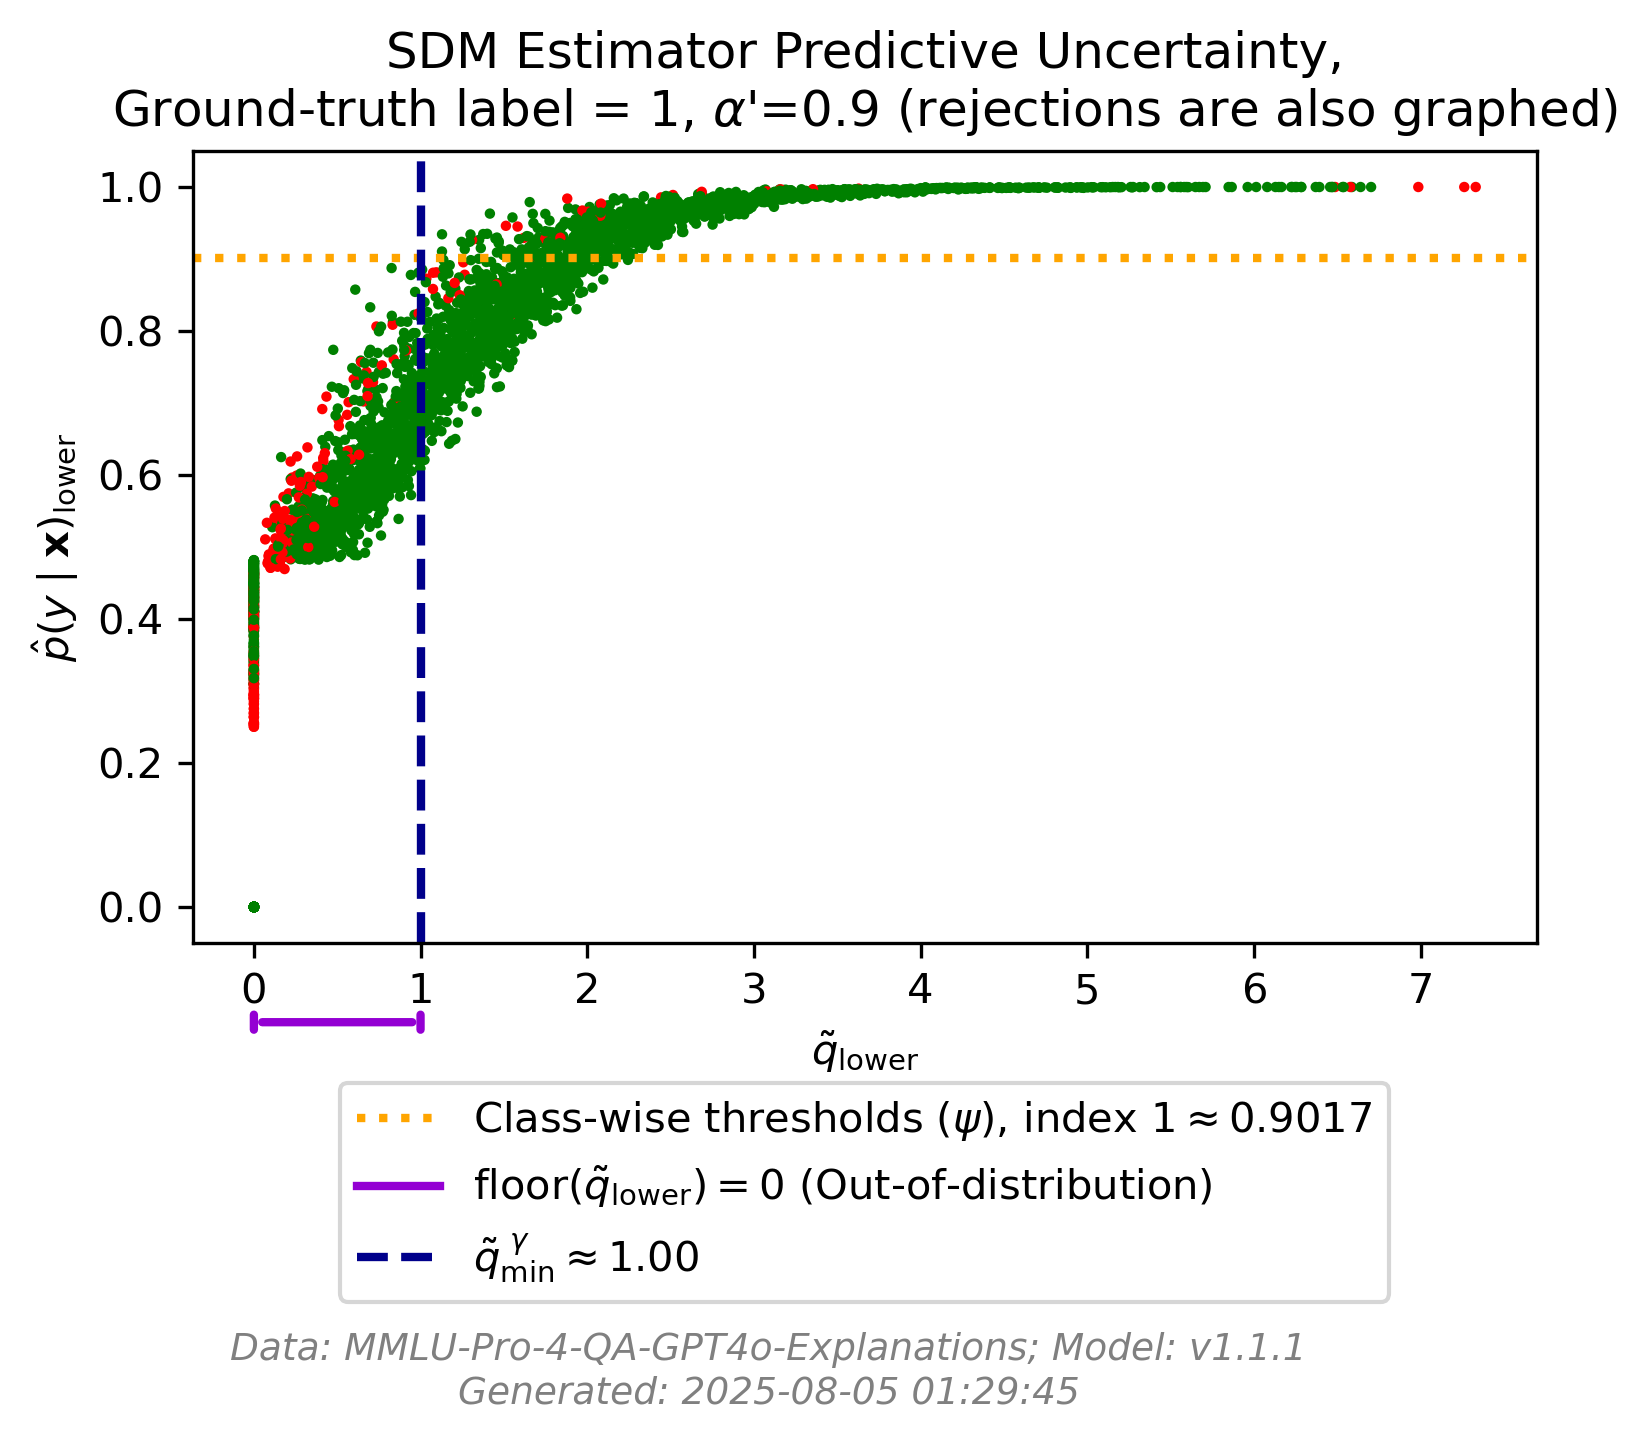 SDM Estimator Predictive Uncertainty,
Ground-truth label = 1, α'=0.9 (rejections are also graphed)
p̂(y | x)lower
1.0
0.8
0.6
0.4
0.2
0.0
0 1 2 3 4 5 6 7
q̃lower
Class-wise thresholds (ψ), index 1 ≈ 0.9017
floor(q̃lower) = 0 (Out-of-distribution)
q̃γmin ≈ 1.00
Data: MMLU-Pro-4-QA-GPT4o-Explanations; Model: v1.1.1
Generated: 2025-08-05 01:29:45